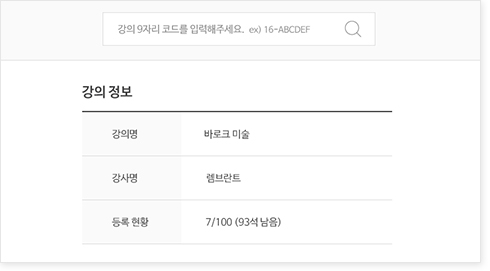 강의 9자리 코드를 입력해주세요. ex) 16-ABCDEF
강의 정보
강의명 바로크 미술
강사명 렘브란트
등록 현황 7/100 (93석 남음)